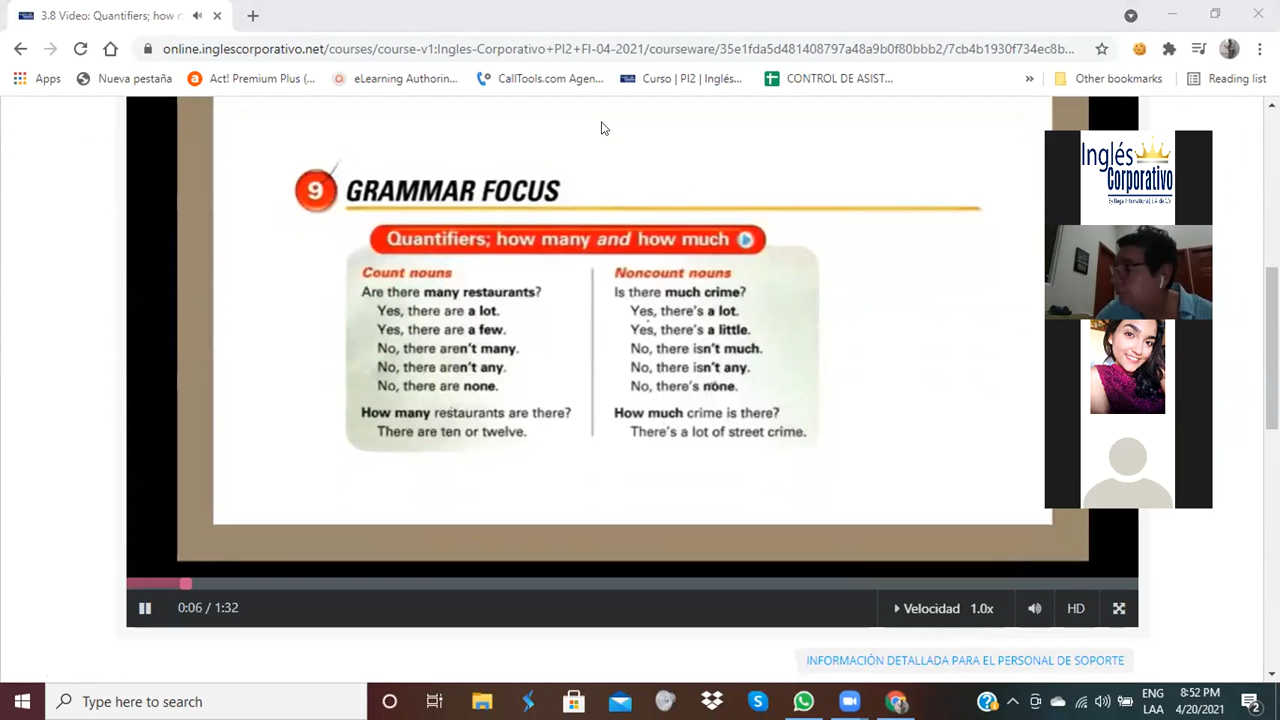 3.8 Video: Quantifiers; how m
online.inglescorporativo.net/courses/course-v1:Ingles-Corporativo+PI2+FI-04-2021/courseware/35e1fda5d481408797a48a9b0f80bbb2/7cb4b1930f734ec8b...
Apps Nueva pestaña Act! Premium Plus (... eLearning Authorin... CallTools.com Agen... Curso | PI2 | Inglés... CONTROL DE ASIST... » Other bookmarks Reading list
Inglés
Corporativo
9 GRAMMAR FOCUS
Quantifiers; how many and how much
Count nouns
Are there many restaurants?
Yes, there are a lot.
Yes, there are a few.
No, there aren't many.
No, there aren't any.
No, there are none.
How many restaurants are there?
There are ten or twelve.
Noncount nouns
Is there much crime?
Yes, there's a lot.
Yes, there's a little.
No, there isn't much.
No, there isn't any.
No, there's none.
How much crime is there?
There's a lot of street crime.
0:06 / 1:32 Velocidad 1.0x HD
INFORMACIÓN DETALLADA PARA EL PERSONAL DE SOPORTE
Type here to search
ENG
LAA
8:52 PM
4/20/2021
2